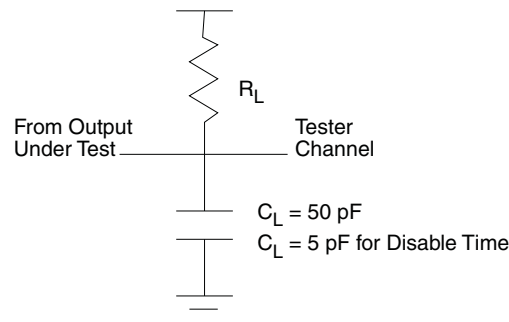 R_L
From Output
Under Test
Tester
Channel
C_L = 50 pF
C_L = 5 pF for Disable Time